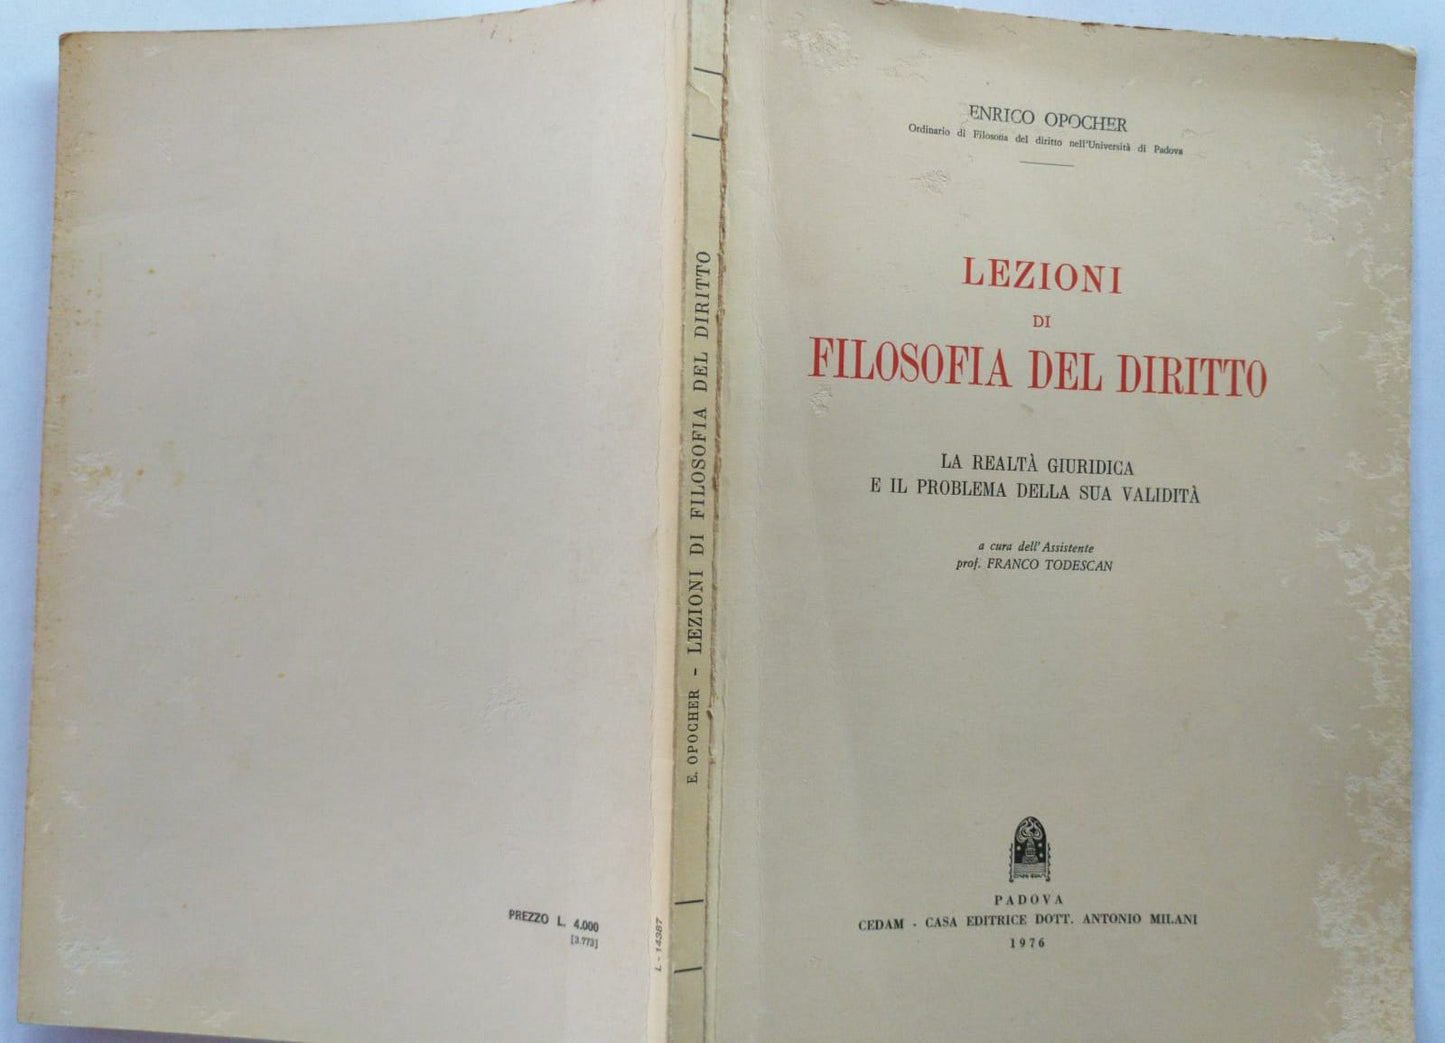 ENRICO OPOCHER
Ordinario di Filosofia del diritto nell'Università di Padova
LEZIONI
DI
FILOSOFIA DEL DIRITTO
LA REALTÀ GIURIDICA
E IL PROBLEMA DELLA SUA VALIDITÀ
a cura dell'Assistente
prof. FRANCO TODESCAN
PADOVA
CEDAM - CASA EDITRICE DOTT. ANTONIO MILANI
1976
E. OPOCHER - LEZIONI DI FILOSOFIA DEL DIRITTO
PREZZO L. 4.000
[3.773]
L - 14387